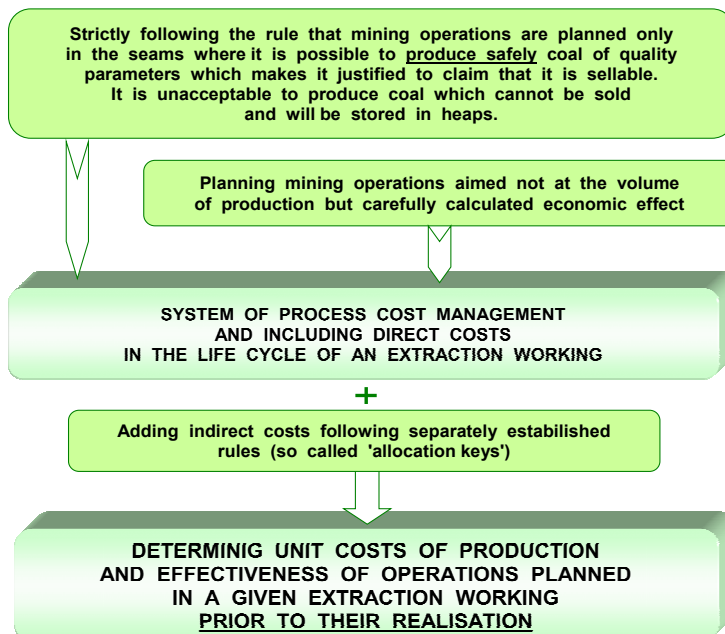 Strictly following the rule that mining operations are planned only
in the seams where it is possible to produce safely coal of quality
parameters which makes it justified to claim that it is sellable.
It is unacceptable to produce coal which cannot be sold
and will be stored in heaps.
Planning mining operations aimed not at the volume
of production but carefully calculated economic effect
SYSTEM OF PROCESS COST MANAGEMENT
AND INCLUDING DIRECT COSTS
IN THE LIFE CYCLE OF AN EXTRACTION WORKING
+
Adding indirect costs following separately estabilished
rules (so called 'allocation keys')
DETERMINIG UNIT COSTS OF PRODUCTION
AND EFFECTIVENESS OF OPERATIONS PLANNED
IN A GIVEN EXTRACTION WORKING
PRIOR TO THEIR REALISATION